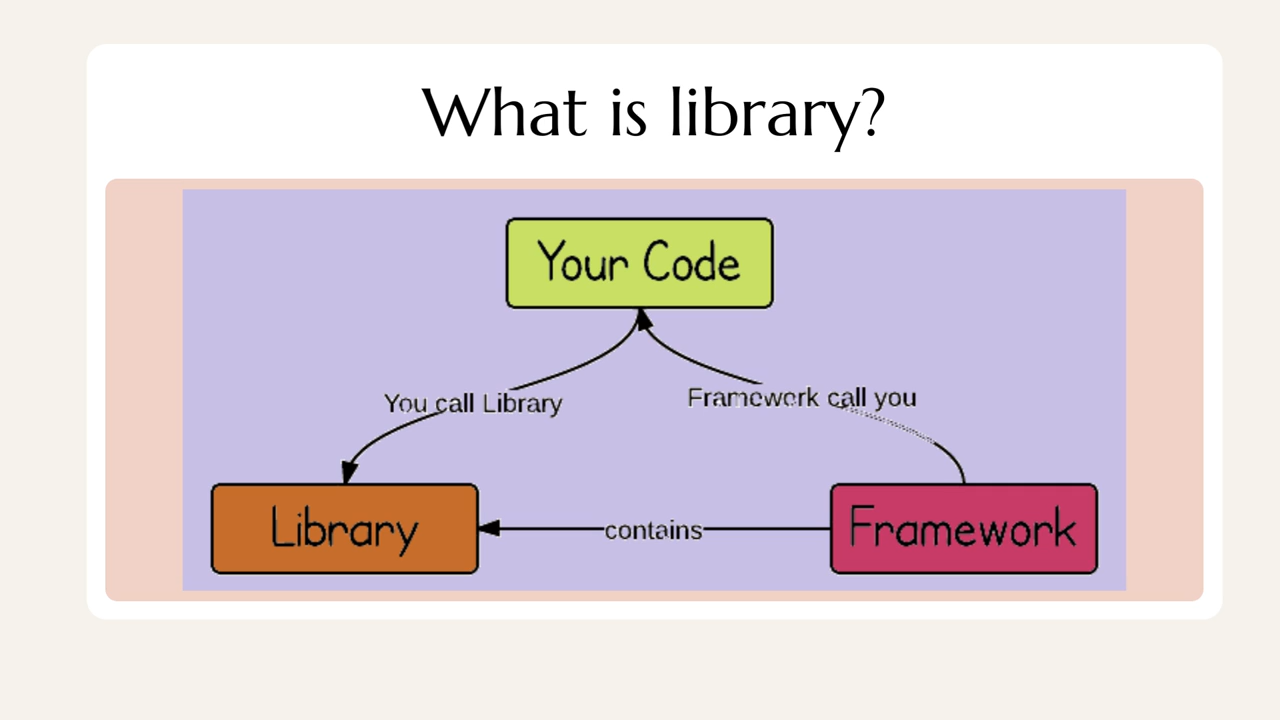 What is library?
Your Code
You call Library
Framework call you
Library
contains
Framework